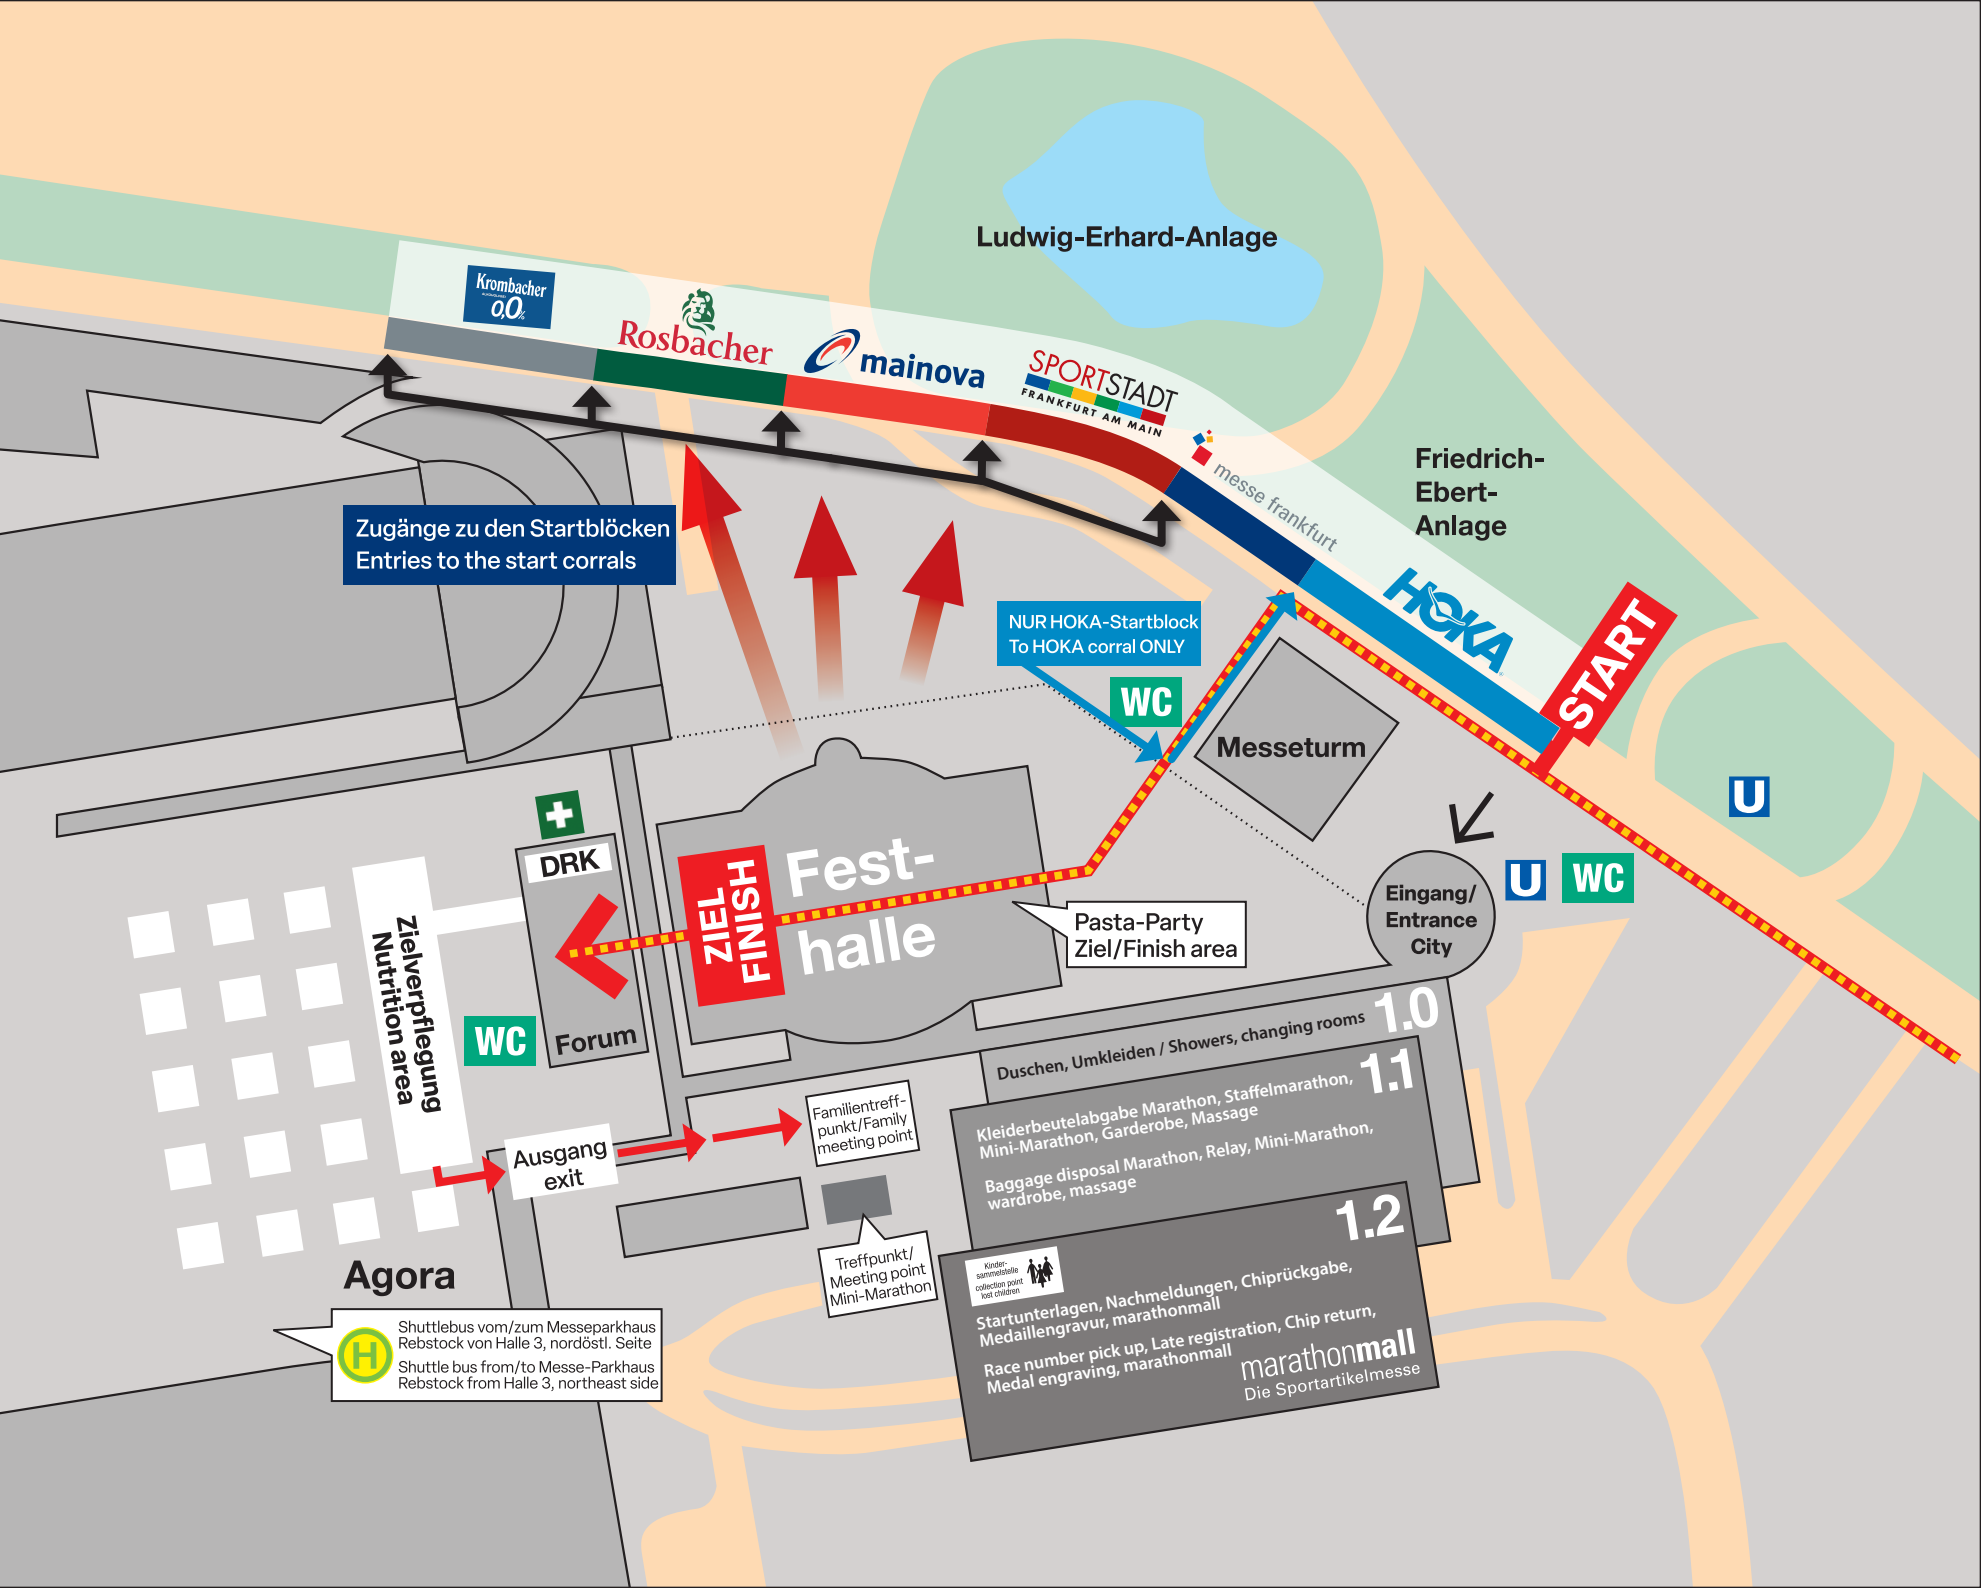 Ludwig-Erhard-Anlage
Krombacher
0,0%
Rosbacher
mainova
SPORTSTADT
FRANKFURT AM MAIN
messe frankfurt
HOKA
Friedrich-
Ebert-
Anlage
START
Zugänge zu den Startblöcken
Entries to the start corrals
NUR HOKA-Startblock
To HOKA corral ONLY
WC
Messeturm
U
U
WC
Eingang/
Entrance
City
DRK
ZIEL
FINISH
Fest-
halle
Pasta-Party
Ziel/Finish area
Zielverpflegung
Nutrition area
WC
Forum
Duschen, Umkleiden / Showers, changing rooms
1.0
1.1
Kleiderbeutelabgabe Marathon, Staffelmarathon,
Mini-Marathon, Garderobe, Massage
Baggage disposal Marathon, Relay, Mini-Marathon,
wardrobe, massage
Familientreff-
punkt/Family
meeting point
Ausgang
exit
Treffpunkt/
Meeting point
Mini-Marathon
1.2
Kinder-
sammelstelle
collection point
lost children
Startunterlagen, Nachmeldungen, Chiprückgabe,
Medaillengravur, marathonmall
Race number pick up, Late registration, Chip return,
Medal engraving, marathonmall
marathonmall
Die Sportartikelmesse
Agora
H
Shuttlebus vom/zum Messeparkhaus
Rebstock von Halle 3, nordöstl. Seite
Shuttle bus from/to Messe-Parkhaus
Rebstock from Halle 3, northeast side